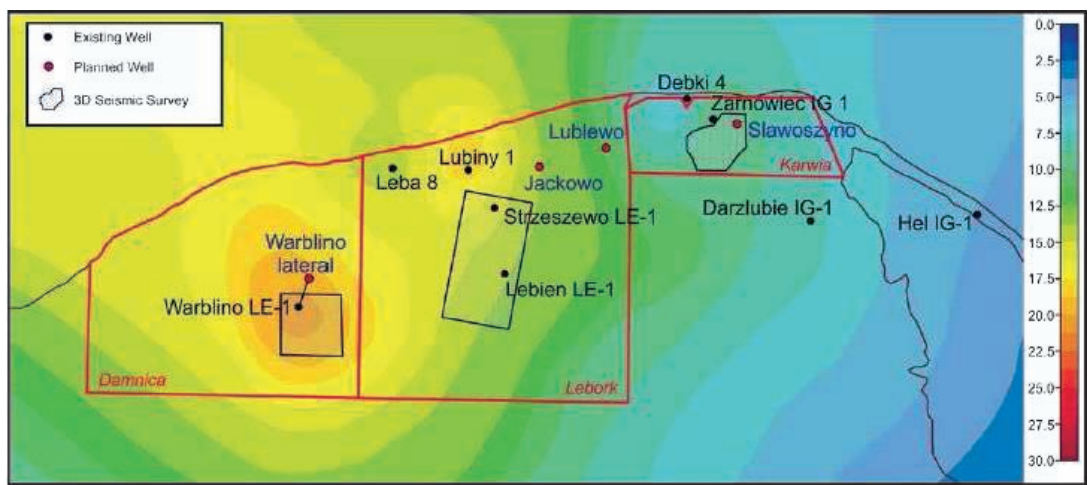 Existing Well
Planned Well
3D Seismic Survey
Debki 4
Zarnowiec IG 1
Lublewo
Slawoszyno
Lubiny 1
Leba 8
Jackowo
Karwia
Strzeszewo LE-1
Darzlubie IG-1
Hel IG-1
Warblino
lateral
Lebien LE-1
Warblino LE-1
Damnica
Lebork
0.0
2.5
5.0
7.5
10.0
12.5
15.0
17.5
20.0
22.5
25.0
27.5
30.0